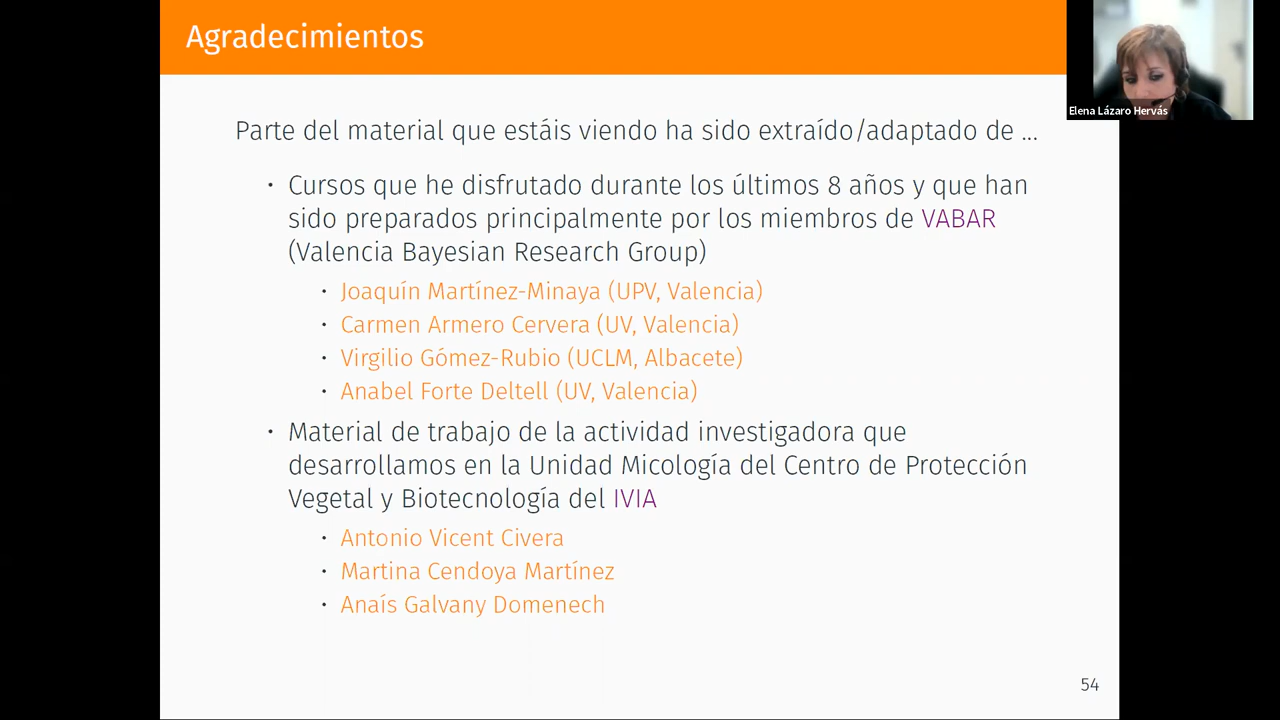 Agradecimientos
Elena Lázaro Hervás
Parte del material que estáis viendo ha sido extraído/adaptado de ...
• Cursos que he disfrutado durante los últimos 8 años y que han
sido preparados principalmente por los miembros de VABAR
(Valencia Bayesian Research Group)
• Joaquín Martínez-Minaya (UPV, Valencia)
• Carmen Armero Cervera (UV, Valencia)
• Virgilio Gómez-Rubio (UCLM, Albacete)
• Anabel Forte Deltell (UV, Valencia)
• Material de trabajo de la actividad investigadora que
desarrollamos en la Unidad Micología del Centro de Protección
Vegetal y Biotecnología del IVIA
• Antonio Vicent Civera
• Martina Cendoya Martínez
• Anaís Galvany Domenech
54